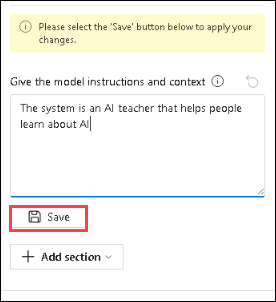 Please select the 'Save' button below to apply your
changes.
Give the model instructions and context
The system is an AI teacher that helps people
learn about AI
Save
Add section